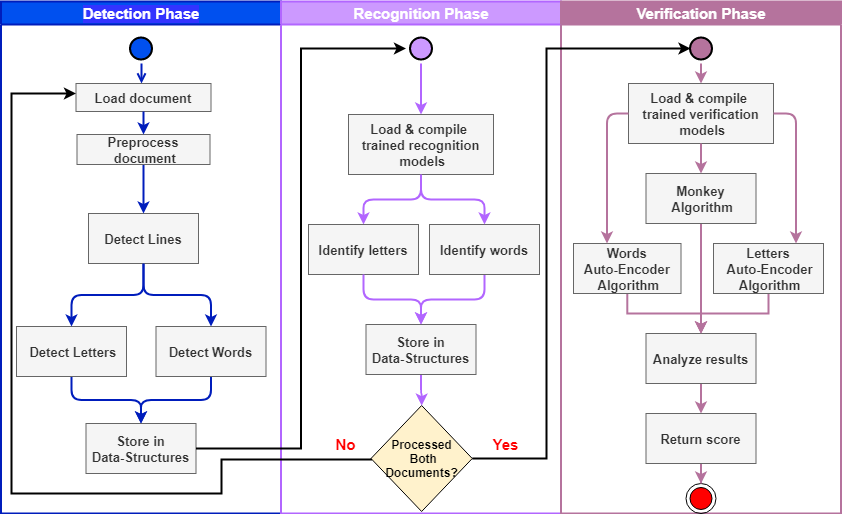 Detection Phase
Recognition Phase
Verification Phase
Load document
Preprocess
document
Detect Lines
Detect Letters
Detect Words
Store in
Data-Structures
Load & compile
trained recognition
models
Identify letters
Identify words
Store in
Data-Structures
No
Processed
Both
Documents?
Yes
Load & compile
trained verification
models
Monkey
Algorithm
Words
Auto-Encoder
Algorithm
Letters
Auto-Encoder
Algorithm
Analyze results
Return score